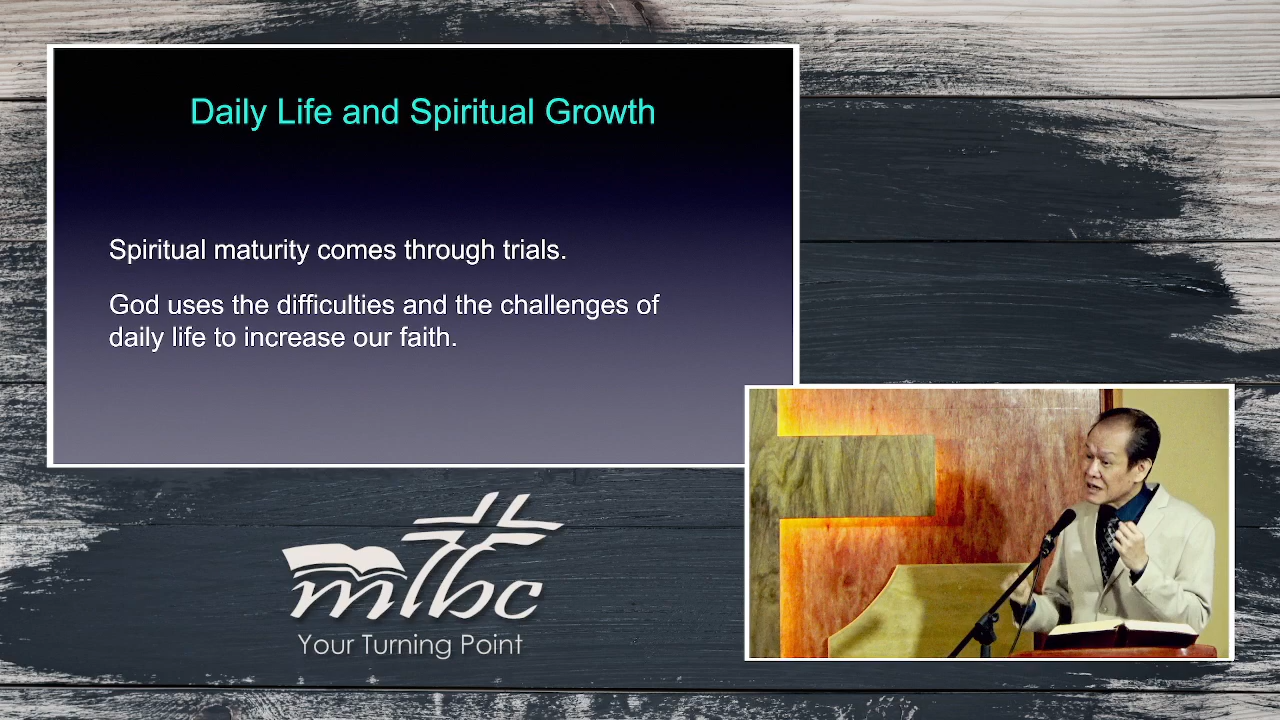 Daily Life and Spiritual Growth
Spiritual maturity comes through trials.
God uses the difficulties and the challenges of
daily life to increase our faith.
mlbc
Your Turning Point